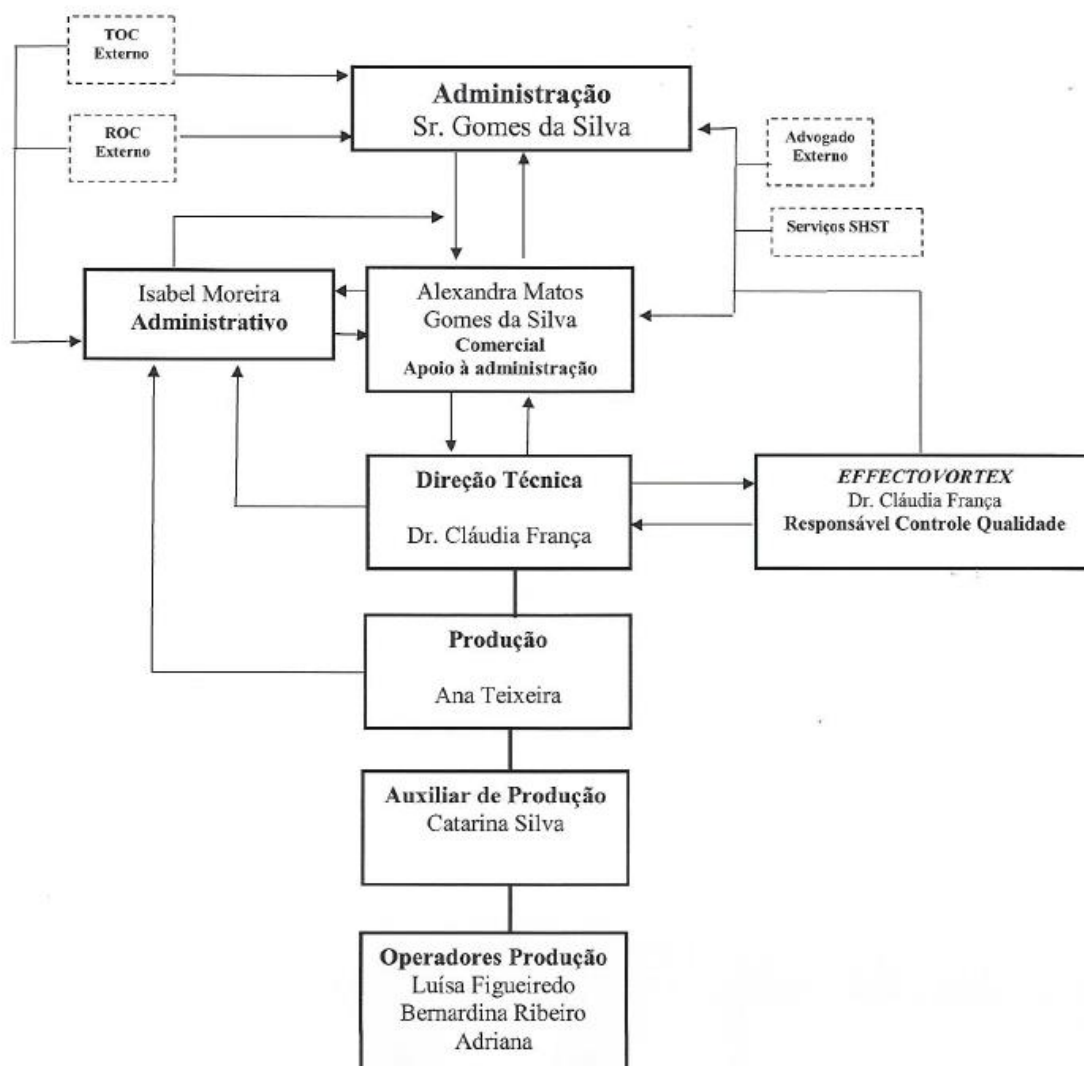 TOC
Externo
Administração
Sr. Gomes da Silva
ROC
Externo
Advogado
Externo
Serviços SHST
Isabel Moreira
Administrativo
Alexandra Matos
Gomes da Silva
Comercial
Apoio à administração
Direção Técnica
Dr. Cláudia França
EFFECTOVORTEX
Dr. Cláudia França
Responsável Controle Qualidade
Produção
Ana Teixeira
Auxiliar de Produção
Catarina Silva
Operadores Produção
Luísa Figueiredo
Bernardina Ribeiro
Adriana